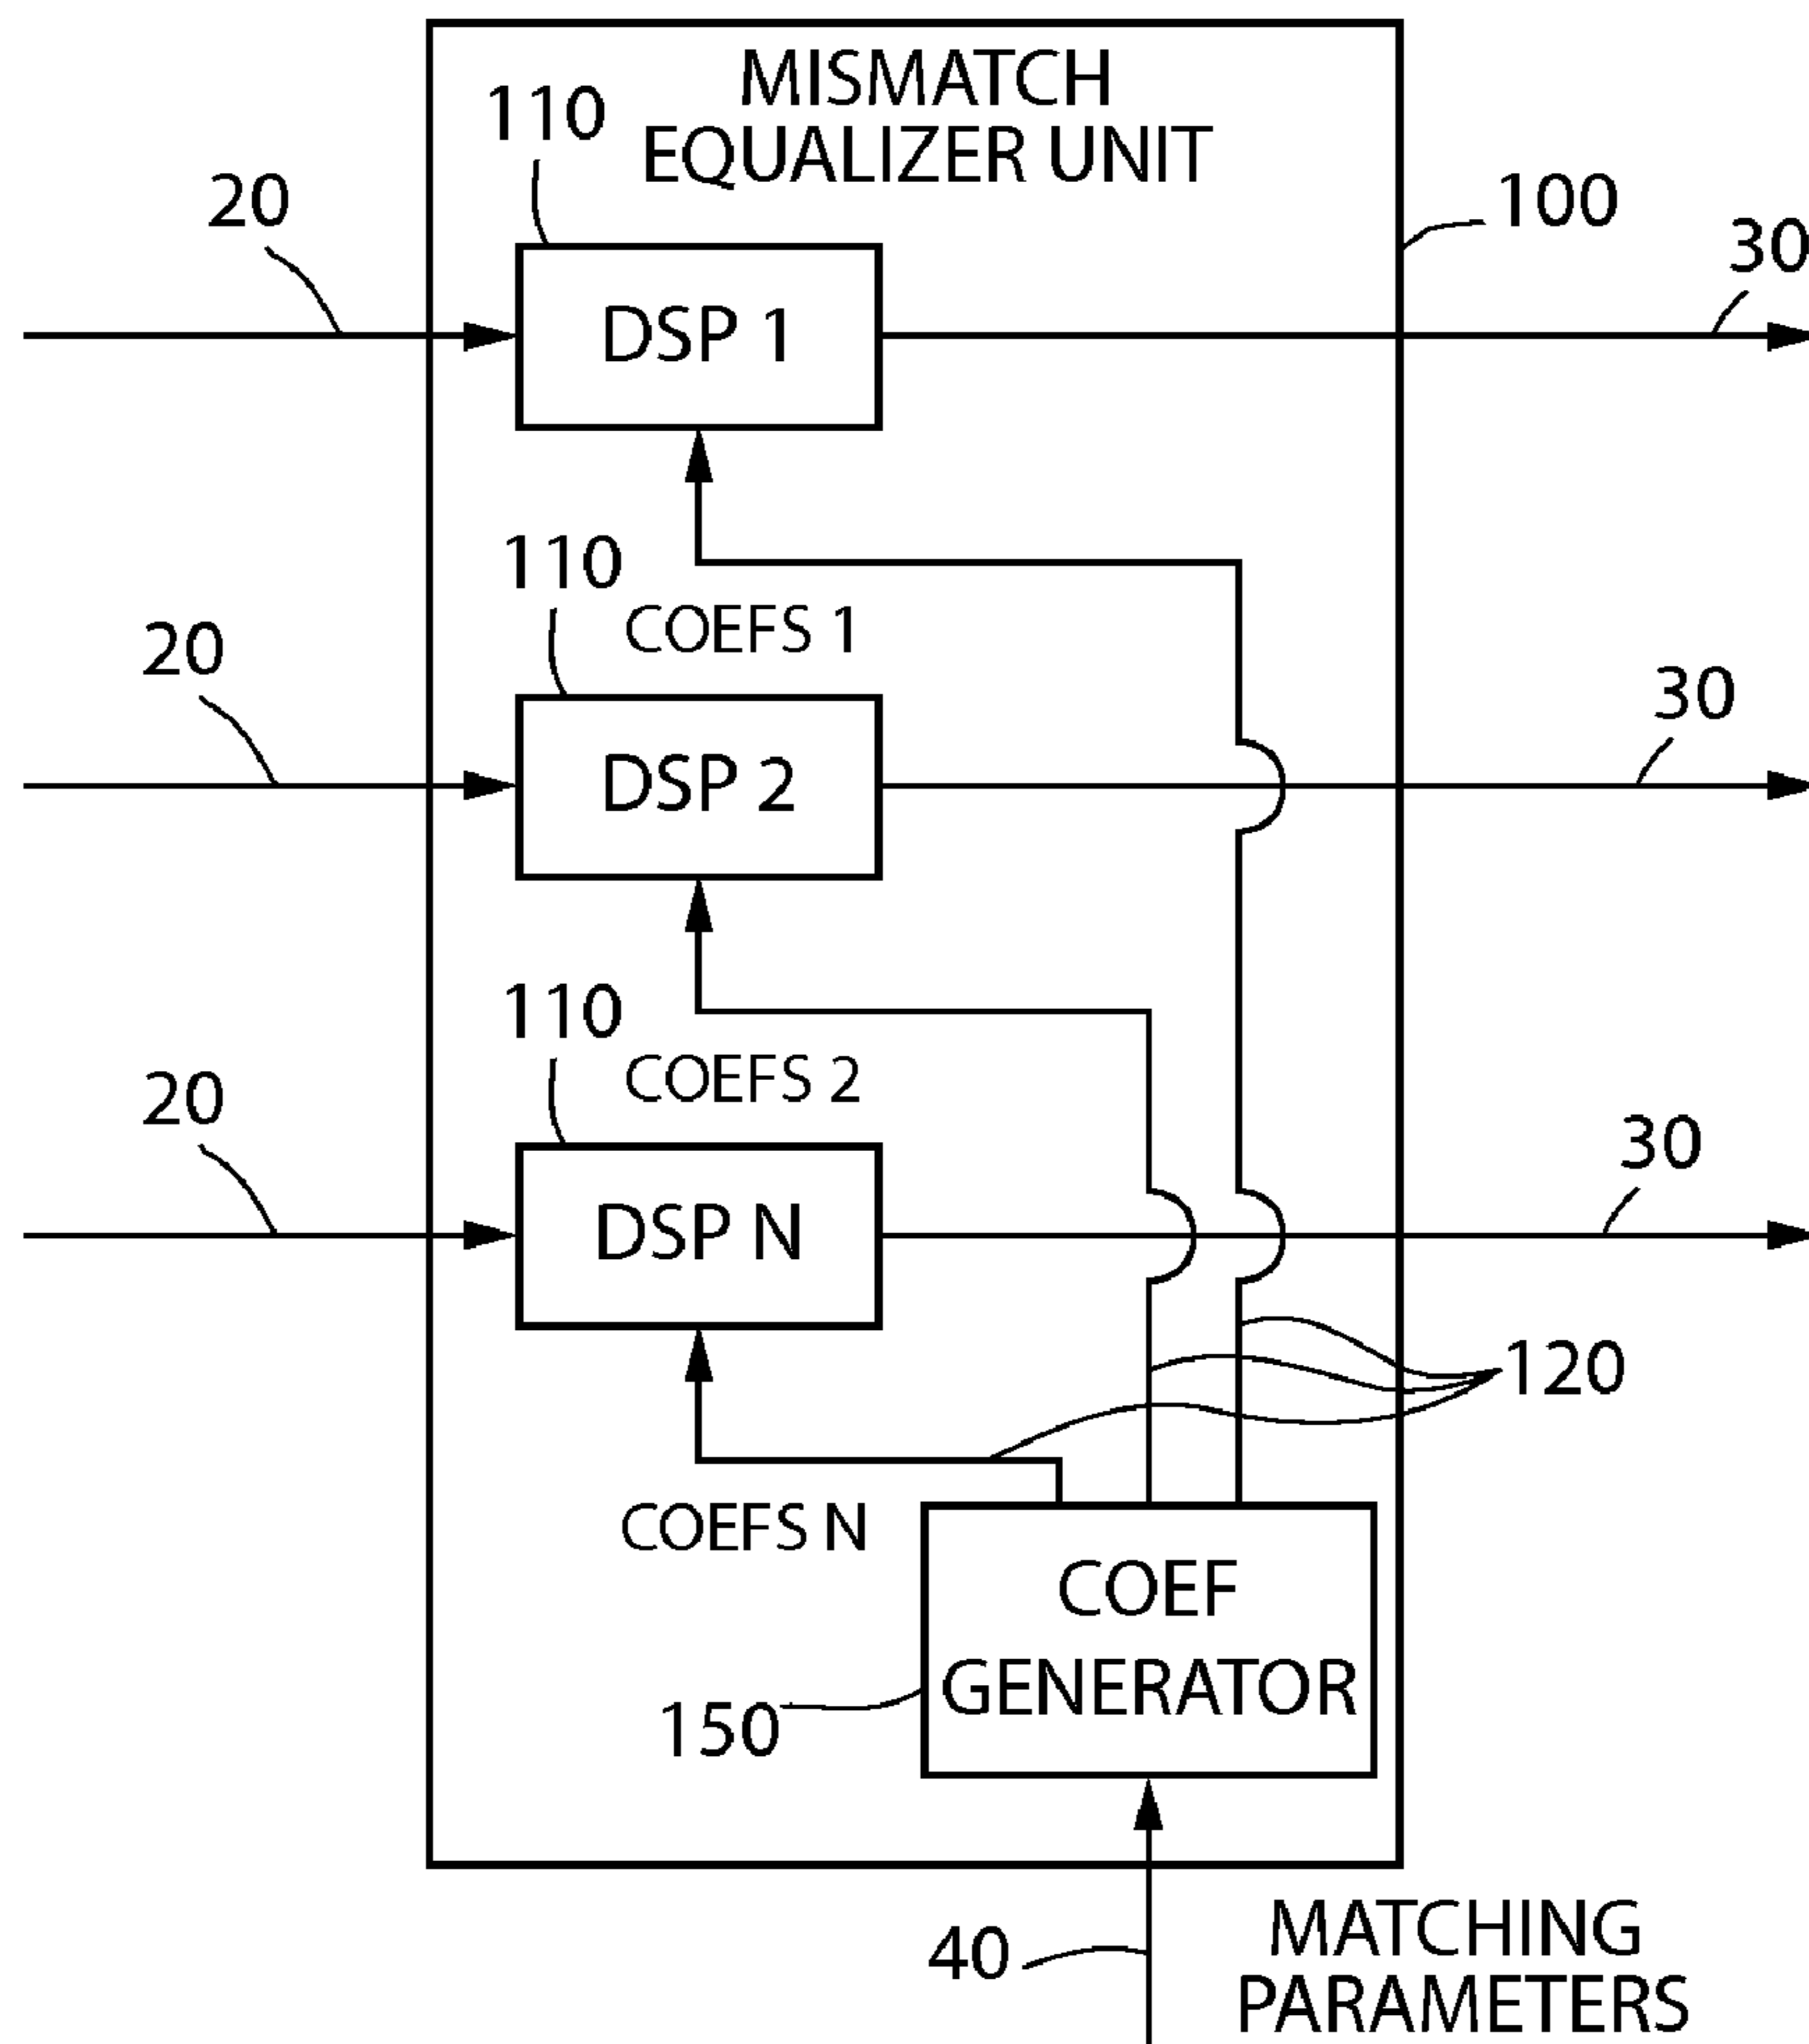 MISMATCH
EQUALIZER UNIT
110
20
100
30
DSP 1
110
COEFS 1
20
30
DSP 2
110
COEFS 2
20
30
DSP N
120
COEFS N
COEF
GENERATOR
150
40
MATCHING
PARAMETERS